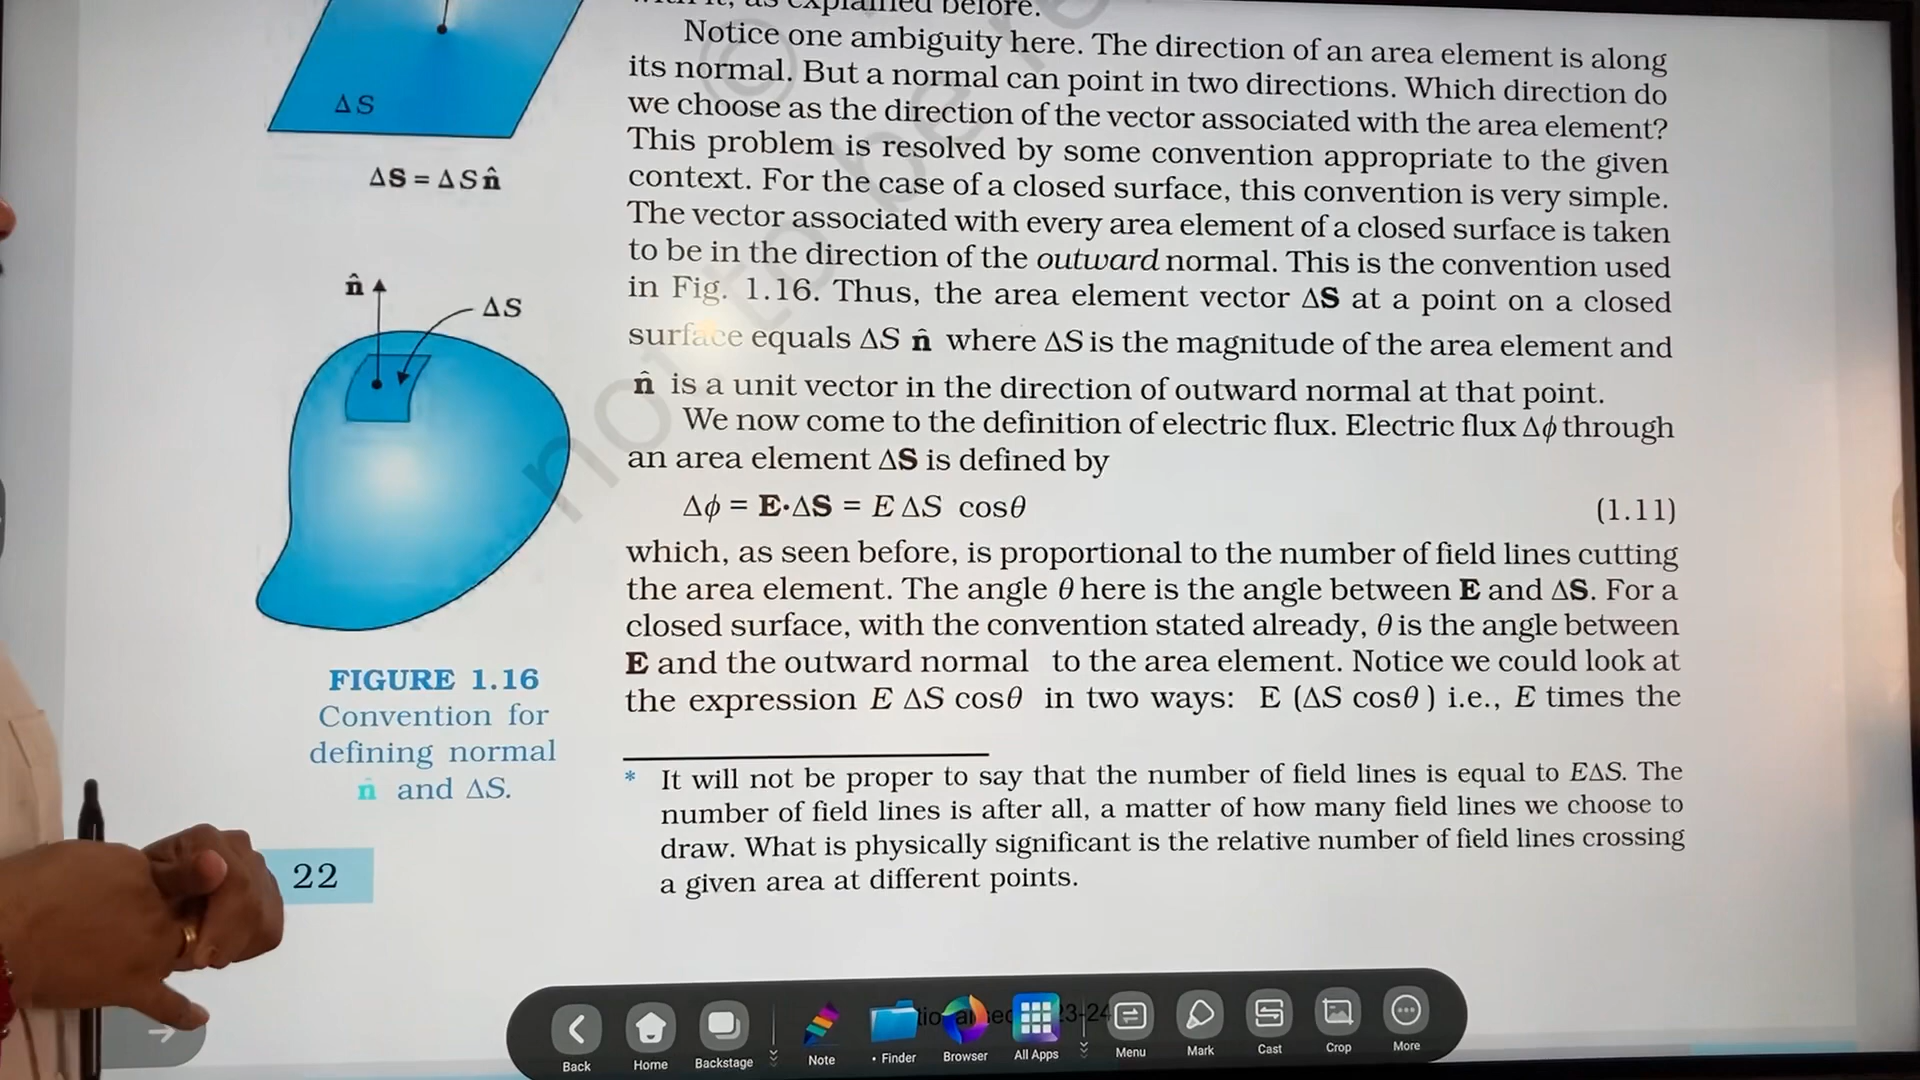 as explained before.
Notice one ambiguity here. The direction of an area element is along
its normal. But a normal can point in two directions. Which direction do
we choose as the direction of the vector associated with the area element?
This problem is resolved by some convention appropriate to the given
context. For the case of a closed surface, this convention is very simple.
The vector associated with every area element of a closed surface is taken
to be in the direction of the outward normal. This is the convention used
in Fig. 1.16. Thus, the area element vector ΔS at a point on a closed
surface equals ΔS n̂ where ΔS is the magnitude of the area element and
n̂ is a unit vector in the direction of outward normal at that point.
We now come to the definition of electric flux. Electric flux Δϕ through
an area element ΔS is defined by
Δϕ = E·ΔS = E ΔS cosθ (1.11)
which, as seen before, is proportional to the number of field lines cutting
the area element. The angle θ here is the angle between E and ΔS. For a
closed surface, with the convention stated already, θ is the angle between
E and the outward normal to the area element. Notice we could look at
the expression E ΔS cosθ in two ways: E (ΔS cosθ ) i.e., E times the
* It will not be proper to say that the number of field lines is equal to EΔS. The
number of field lines is after all, a matter of how many field lines we choose to
draw. What is physically significant is the relative number of field lines crossing
a given area at different points.
ΔS
ΔS = ΔS n̂
n̂
ΔS
FIGURE 1.16
Convention for
defining normal
n̂ and ΔS.
22
© 
not to be re
Back
Home
Backstage
Note
• Finder
Browser
All Apps
Menu
Mark
Cast
Crop
More